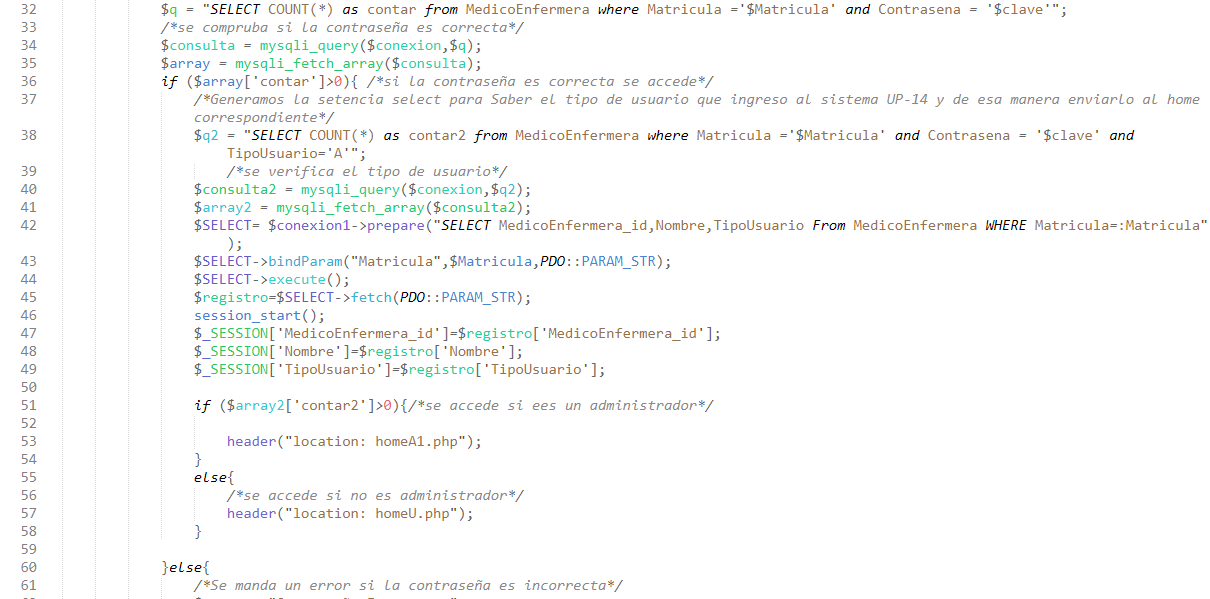 32 $q = "SELECT COUNT(*) as contar from MedicoEnfermera where Matricula ='$Matricula' and Contrasena = '$clave'";
33 /*se compruba si la contraseña es correcta*/
34 $consulta = mysqli_query($conexion,$q);
35 $array = mysqli_fetch_array($consulta);
36 if ($array['contar']>0){ /*si la contraseña es correcta se accede*/
37 /*Generamos la setencia select para Saber el tipo de usuario que ingreso al sistema UP-14 y de esa manera enviarlo al home
correspondiente*/
38 $q2 = "SELECT COUNT(*) as contar2 from MedicoEnfermera where Matricula ='$Matricula' and Contrasena = '$clave' and
TipoUsuario='A'";
39 /*se verifica el tipo de usuario*/
40 $consulta2 = mysqli_query($conexion,$q2);
41 $array2 = mysqli_fetch_array($consulta2);
42 $SELECT= $conexion1->prepare("SELECT MedicoEnfermera_id,Nombre,TipoUsuario From MedicoEnfermera WHERE Matricula=:Matricula"
);
43 $SELECT->bindParam("Matricula",$Matricula,PDO::PARAM_STR);
44 $SELECT->execute();
45 $registro=$SELECT->fetch(PDO::PARAM_STR);
46 session_start();
47 $_SESSION['MedicoEnfermera_id']=$registro['MedicoEnfermera_id'];
48 $_SESSION['Nombre']=$registro['Nombre'];
49 $_SESSION['TipoUsuario']=$registro['TipoUsuario'];
50
51 if ($array2['contar2']>0){/*se accede si ees un administrador*/
52
53 header("location: homeA1.php");
54 }
55 else{
56 /*se accede si no es administrador*/
57 header("location: homeU.php");
58 }
59
60 }else{
61 /*Se manda un error si la contraseña es incorrecta*/